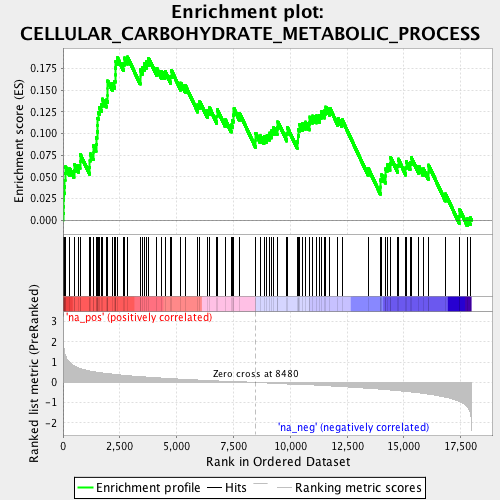 Enrichment plot:
CELLULAR_CARBOHYDRATE_METABOLIC_PROCESS
Enrichment score (ES)
0.175
0.150
0.125
0.100
0.075
0.050
0.025
0.000
'na_pos' (positively correlated)
Ranked list metric (PreRanked)
3
2
1
0
-1
-2
Zero cross at 8480
'na_neg' (negatively correlated)
0
2,500
5,000
7,500
10,000
12,500
15,000
17,500
Rank in Ordered Dataset
Enrichment profile
Hits
Ranking metric scores